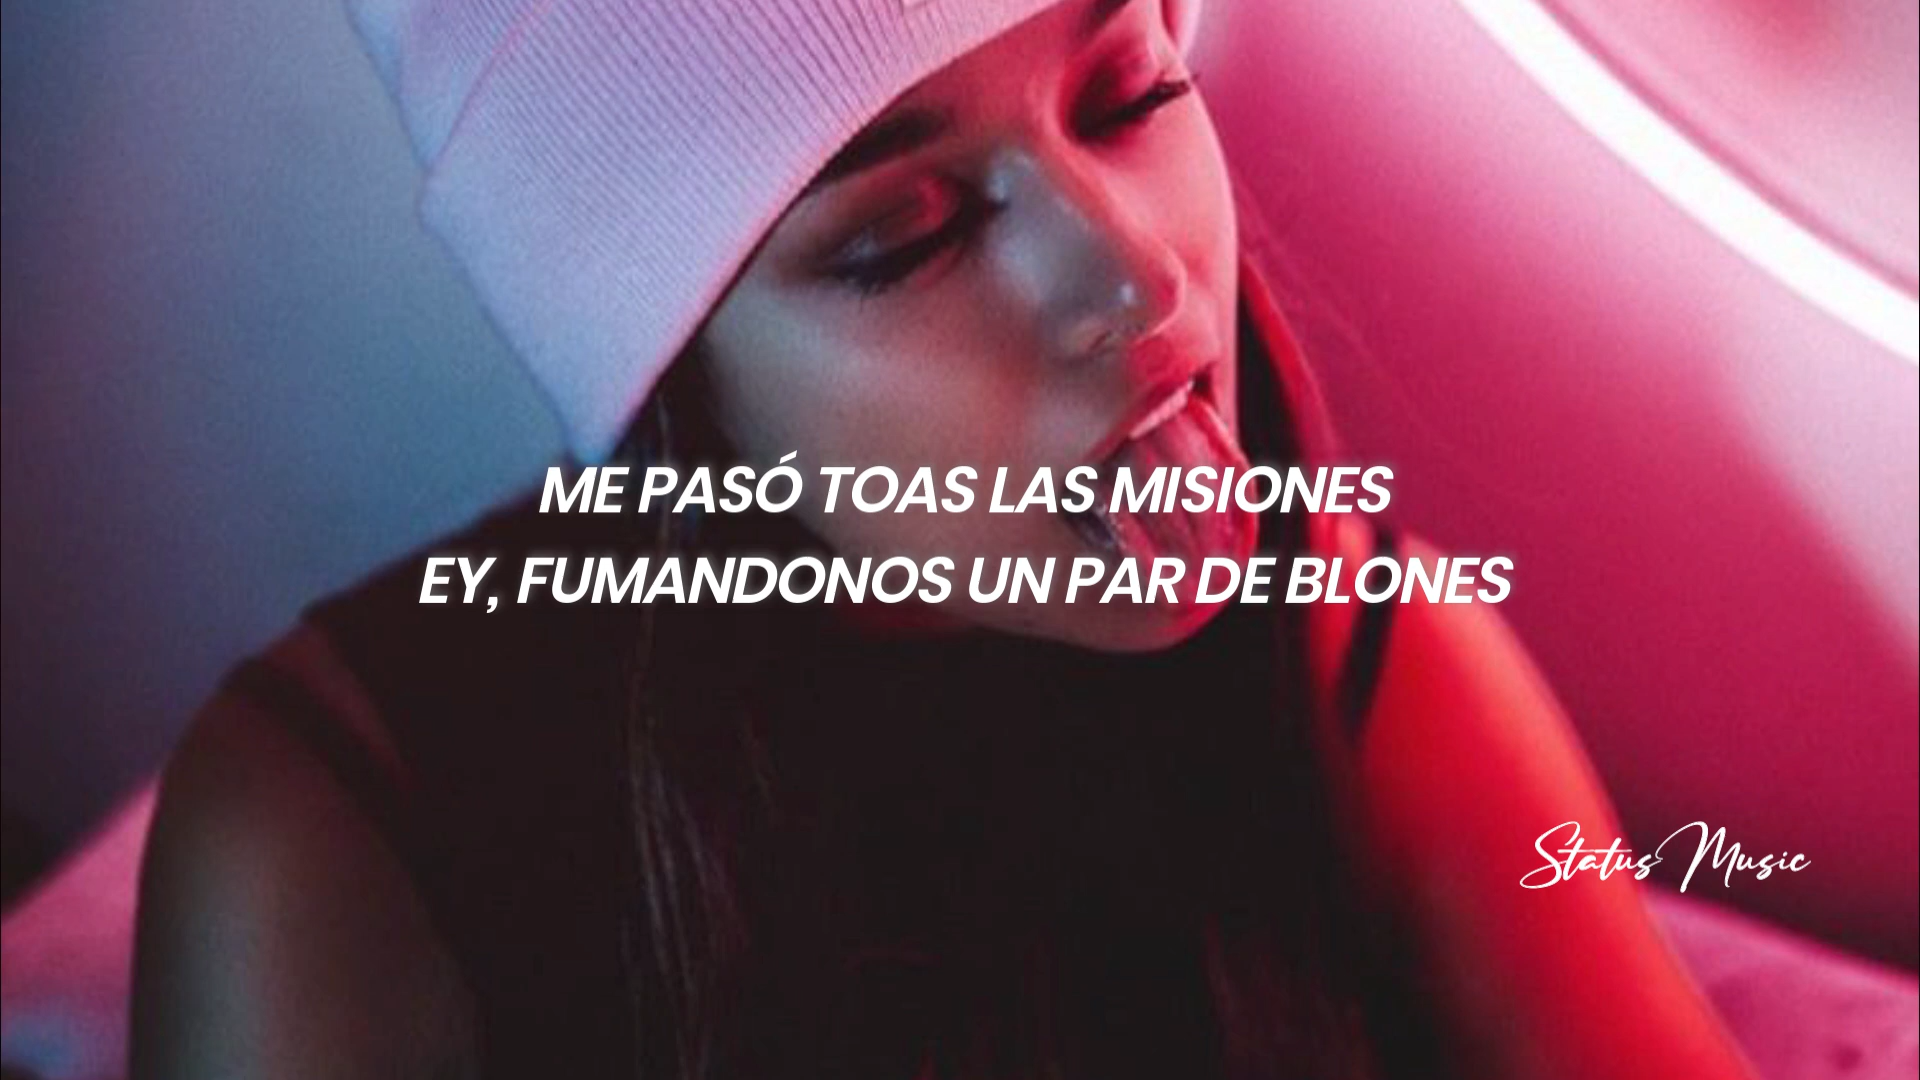 ME PASÓ TOAS LAS MISIONES
EY, FUMANDONOS UN PAR DE BLONES
Status Music